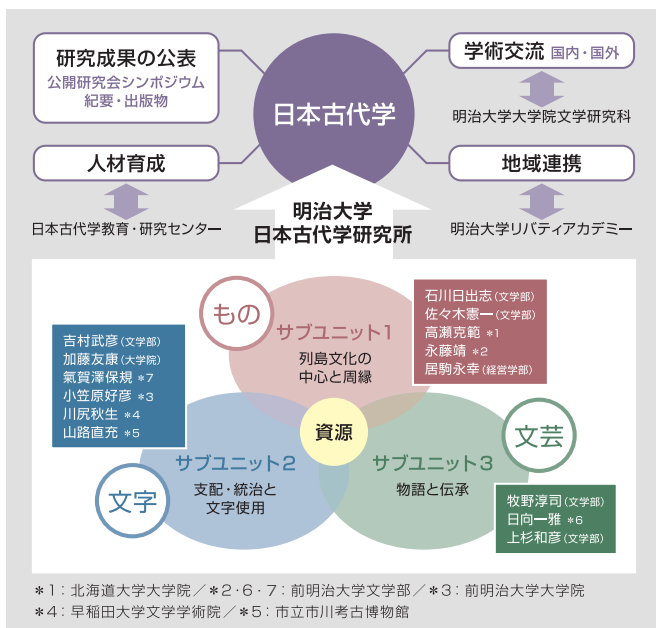 研究成果の公表
公開研究会シンポジウム
紀要・出版物
日本古代学
学術交流 国内・国外
明治大学大学院文学研究科
人材育成
日本古代学教育・研究センター
地域連携
明治大学リバティアカデミー
明治大学
日本古代学研究所
もの
サブユニット1
列島文化の
中心と周縁
石川日出志(文学部)
佐々木憲一(文学部)
高瀬克範 *1
永藤靖 *2
居駒永幸(経営学部)
吉村武彦(文学部)
加藤友康(大学院)
氣賀澤保規 *7
小笠原好彦 *3
川尻秋生 *4
山路直充 *5
資源
文字
サブユニット2
支配・統治と
文字使用
文芸
サブユニット3
物語と伝承
牧野淳司(文学部)
日向一雅 *6
上杉和彦(文学部)
*1:北海道大学大学院/*2・6・7:前明治大学文学部/*3:前明治大学大学院
*4:早稲田大学文学学術院/*5:市立市川考古博物館